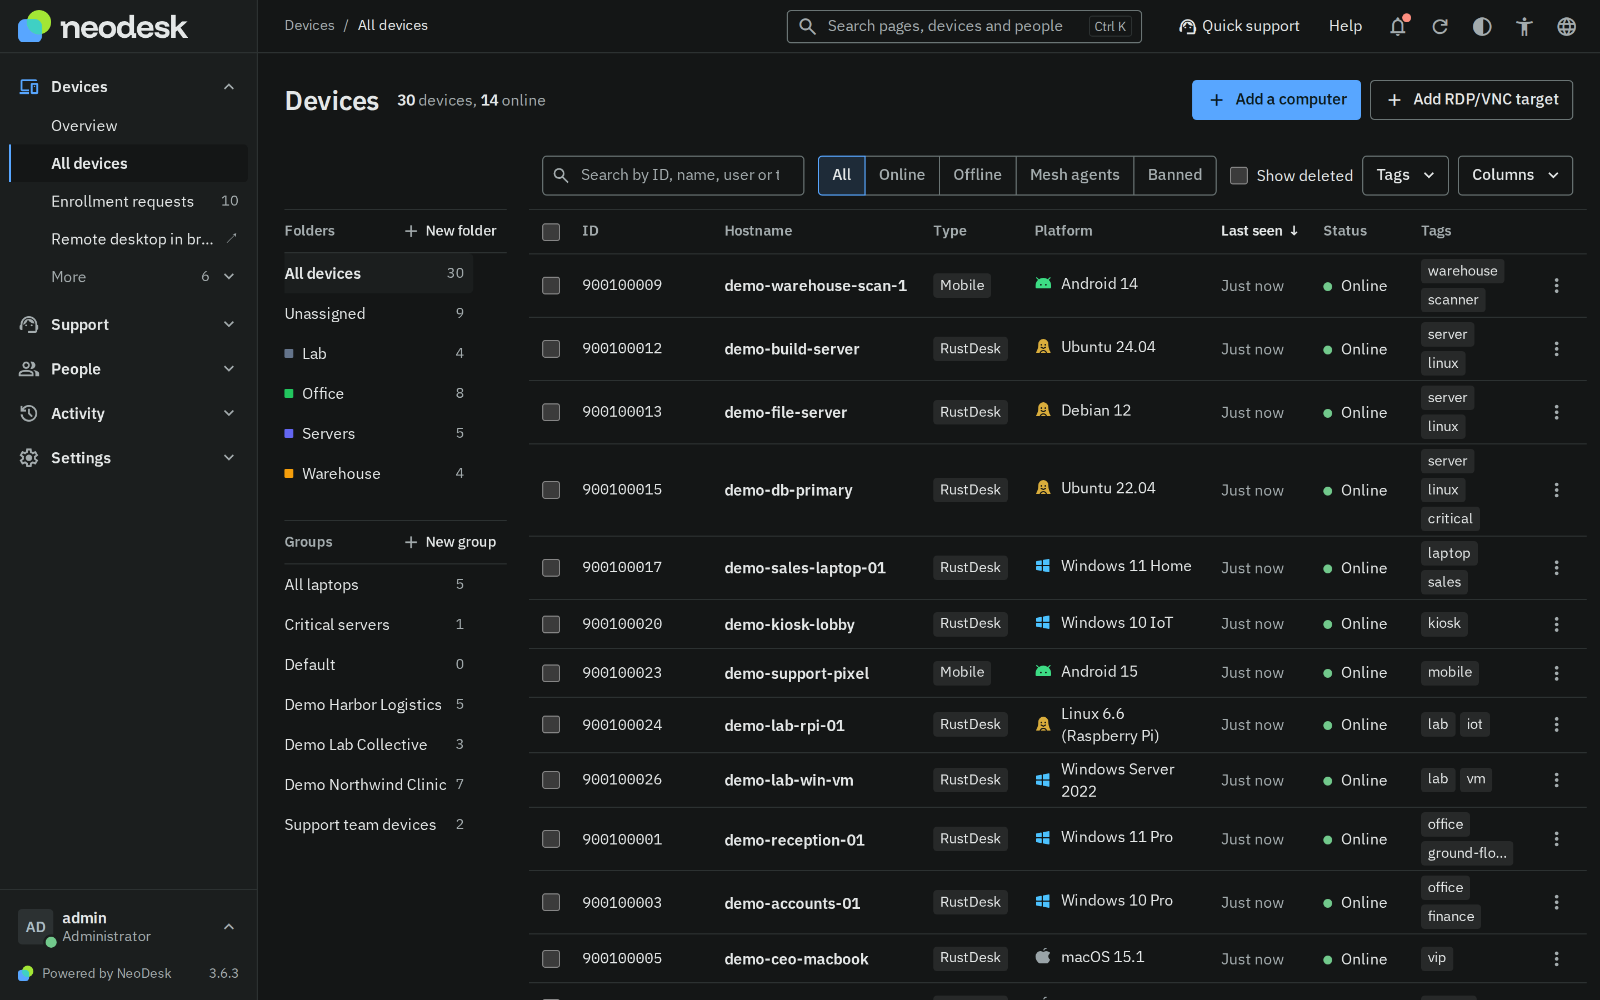 neodesk
Devices / All devices
Search pages, devices and people Ctrl K
Quick support
Help
Devices
Overview
All devices
Enrollment requests 10
Remote desktop in br...
More 6
Support
People
Activity
Settings
AD
admin
Administrator
Powered by NeoDesk 3.6.3
Devices 30 devices, 14 online
Add a computer
Add RDP/VNC target
Search by ID, name, user or t
All Online Offline Mesh agents Banned
Show deleted
Tags
Columns
Folders + New folder
All devices 30
Unassigned 9
Lab 4
Office 8
Servers 5
Warehouse 4
Groups + New group
All laptops 5
Critical servers 1
Default 0
Demo Harbor Logistics 5
Demo Lab Collective 3
Demo Northwind Clinic 7
Support team devices 2
ID Hostname Type Platform Last seen ↓ Status Tags
900100009 demo-warehouse-scan-1 Mobile Android 14 Just now Online warehouse
scanner
900100012 demo-build-server RustDesk Ubuntu 24.04 Just now Online server
linux
900100013 demo-file-server RustDesk Debian 12 Just now Online server
linux
900100015 demo-db-primary RustDesk Ubuntu 22.04 Just now Online server
linux
critical
900100017 demo-sales-laptop-01 RustDesk Windows 11 Home Just now Online laptop
sales
900100020 demo-kiosk-lobby RustDesk Windows 10 IoT Just now Online kiosk
900100023 demo-support-pixel Mobile Android 15 Just now Online mobile
900100024 demo-lab-rpi-01 RustDesk Linux 6.6 Just now Online lab iot
(Raspberry Pi)
900100026 demo-lab-win-vm RustDesk Windows Server Just now Online lab vm
2022
900100001 demo-reception-01 RustDesk Windows 11 Pro Just now Online office
ground-flo...
900100003 demo-accounts-01 RustDesk Windows 10 Pro Just now Online office
finance
900100005 demo-ceo-macbook RustDesk macOS 15.1 Just now Online vip